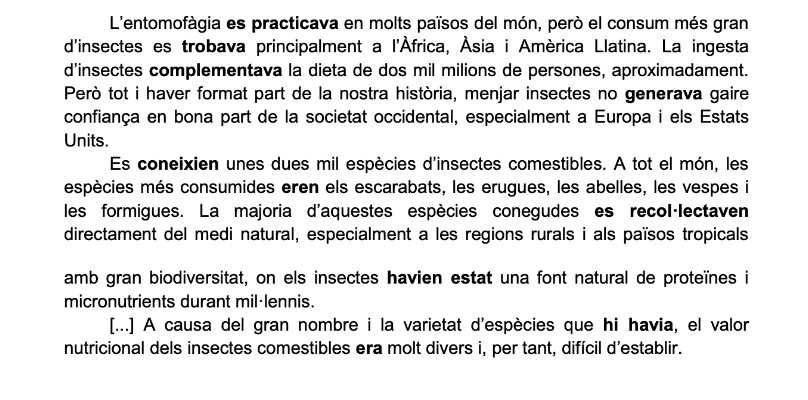 L’entomofàgia es practicava en molts països del món, però el consum més gran
d’insectes es trobava principalment a l’Àfrica, Àsia i Amèrica Llatina. La ingesta
d’insectes complementava la dieta de dos mil milions de persones, aproximadament.
Però tot i haver format part de la nostra història, menjar insectes no generava gaire
confiança en bona part de la societat occidental, especialment a Europa i els Estats
Units.
Es coneixien unes dues mil espècies d’insectes comestibles. A tot el món, les
espècies més consumides eren els escarabats, les erugues, les abelles, les vespes i
les formigues. La majoria d’aquestes espècies conegudes es recol·lectaven
directament del medi natural, especialment a les regions rurals i als països tropicals
amb gran biodiversitat, on els insectes havien estat una font natural de proteïnes i
micronutrients durant mil·lennis.
[...] A causa del gran nombre i la varietat d’espècies que hi havia, el valor
nutricional dels insectes comestibles era molt divers i, per tant, difícil d’establir.